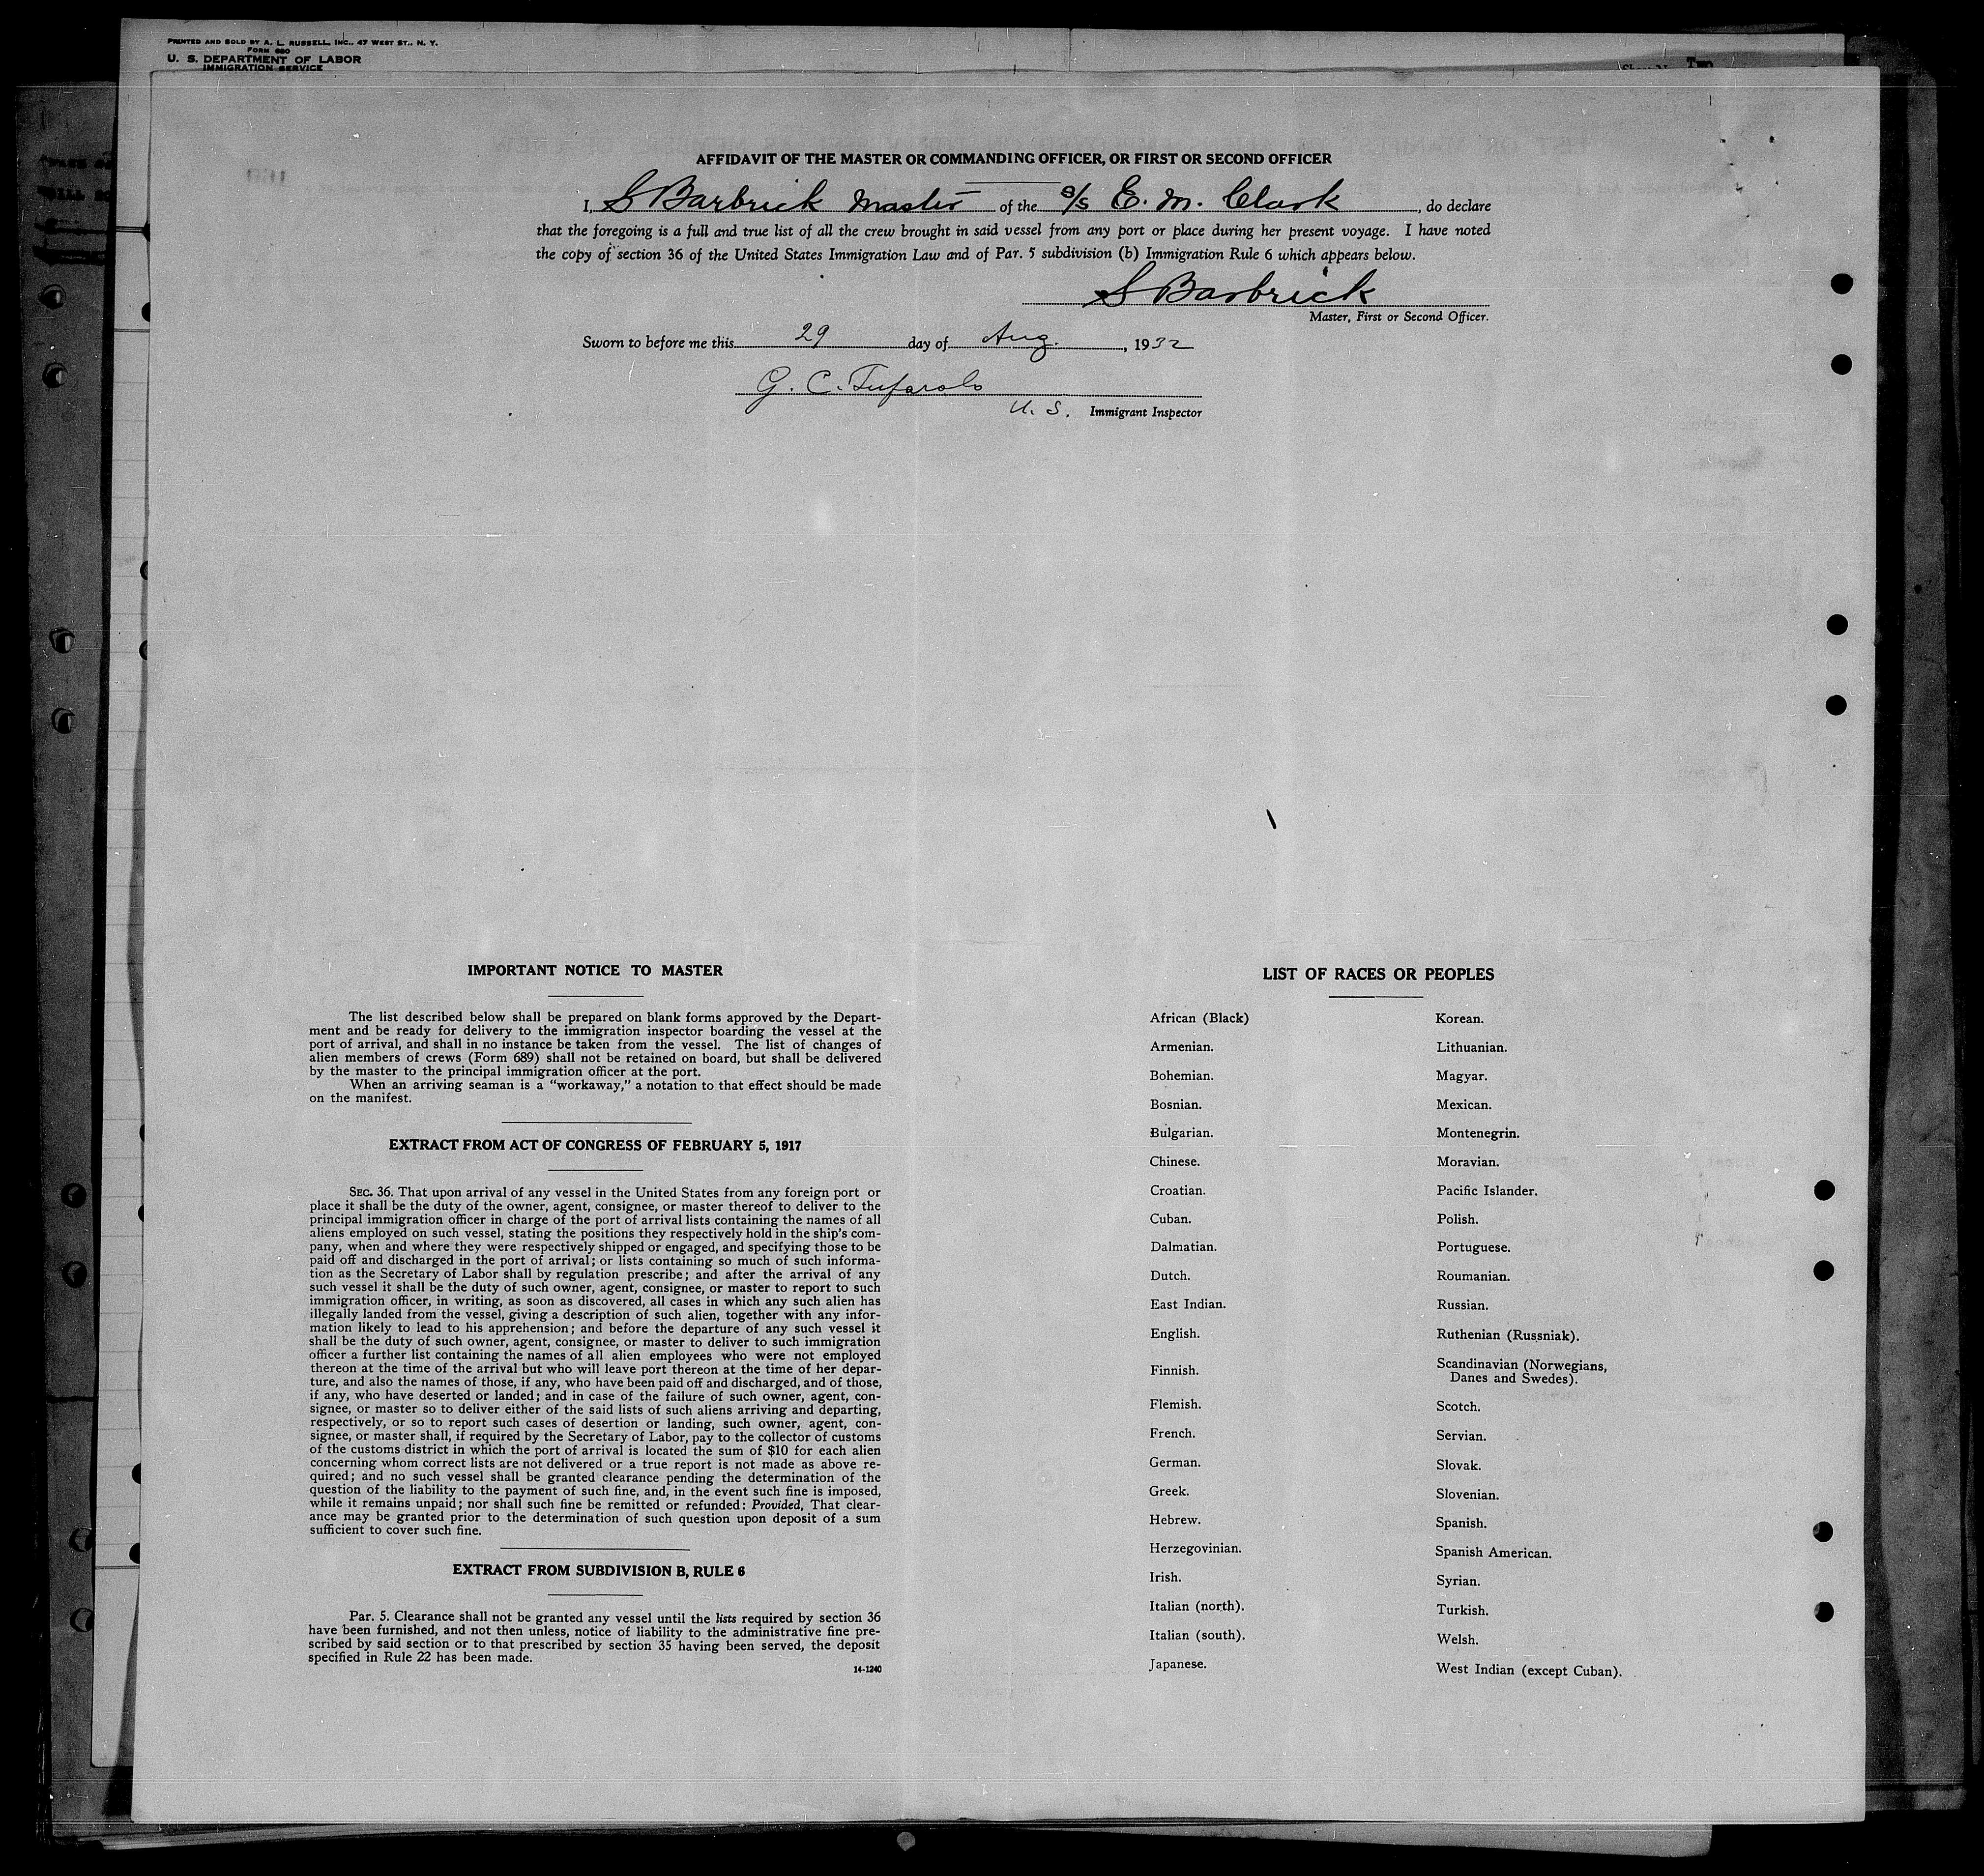 PRINTED AND SOLD BY A. L. RUSSELL, INC., 47 WEST ST., N. Y.
FORM 680
U. S. DEPARTMENT OF LABOR
IMMIGRATION SERVICE
Two
AFFIDAVIT OF THE MASTER OR COMMANDING OFFICER, OR FIRST OR SECOND OFFICER
I, S Barbrick Master of the s/s E. M. Clark, do declare
that the foregoing is a full and true list of all the crew brought in said vessel from any port or place during her present voyage. I have noted
the copy of section 36 of the United States Immigration Law and of Par. 5 subdivision (b) Immigration Rule 6 which appears below.
S Barbrick
Master, First or Second Officer.
Sworn to before me this 29 day of Aug., 1932
G. C. Tufarolo
U. S. Immigrant Inspector
IMPORTANT NOTICE TO MASTER
The list described below shall be prepared on blank forms approved by the Depart-
ment and be ready for delivery to the immigration inspector boarding the vessel at the
port of arrival, and shall in no instance be taken from the vessel. The list of changes of
alien members of crews (Form 689) shall not be retained on board, but shall be delivered
by the master to the principal immigration officer at the port.
When an arriving seaman is a "workaway," a notation to that effect should be made
on the manifest.
EXTRACT FROM ACT OF CONGRESS OF FEBRUARY 5, 1917
SEC. 36. That upon arrival of any vessel in the United States from any foreign port or
place it shall be the duty of the owner, agent, consignee, or master thereof to deliver to the
principal immigration officer in charge of the port of arrival lists containing the names of all
aliens employed on such vessel, stating the positions they respectively hold in the ship's com-
pany, when and where they were respectively shipped or engaged, and specifying those to be
paid off and discharged in the port of arrival; or lists containing so much of such informa-
tion as the Secretary of Labor shall by regulation prescribe; and after the arrival of any
such vessel it shall be the duty of such owner, agent, consignee, or master to report to such
immigration officer, in writing, as soon as discovered, all cases in which any such alien has
illegally landed from the vessel, giving a description of such alien, together with any infor-
mation likely to lead to his apprehension; and before the departure of any such vessel it
shall be the duty of such owner, agent, consignee, or master to deliver to such immigration
officer a further list containing the names of all alien employees who were not employed
thereon at the time of the arrival but who will leave port thereon at the time of her depar-
ture, and also the names of those, if any, who have been paid off and discharged, and of those,
if any, who have deserted or landed; and in case of the failure of such owner, agent, con-
signee, or master so to deliver either of the said lists of such aliens arriving and departing,
respectively, or so to report such cases of desertion or landing, such owner, agent, con-
signee, or master shall, if required by the Secretary of Labor, pay to the collector of customs
of the customs district in which the port of arrival is located the sum of $10 for each alien
concerning whom correct lists are not delivered or a true report is not made as above re-
quired; and no such vessel shall be granted clearance pending the determination of the
question of the liability to the payment of such fine, and, in the event such fine is imposed,
while it remains unpaid; nor shall such fine be remitted or refunded: Provided, That clear-
ance may be granted prior to the determination of such question upon deposit of a sum
sufficient to cover such fine.
EXTRACT FROM SUBDIVISION B, RULE 6
Par. 5. Clearance shall not be granted any vessel until the lists required by section 36
have been furnished, and not then unless, notice of liability to the administrative fine pre-
scribed by said section or to that prescribed by section 35 having been served, the deposit
specified in Rule 22 has been made.
14-1240
LIST OF RACES OR PEOPLES
African (Black)
Armenian.
Bohemian.
Bosnian.
Bulgarian.
Chinese.
Croatian.
Cuban.
Dalmatian.
Dutch.
East Indian.
English.
Finnish.
Flemish.
French.
German.
Greek.
Hebrew.
Herzegovinian.
Irish.
Italian (north).
Italian (south).
Japanese.
Korean.
Lithuanian.
Magyar.
Mexican.
Montenegrin.
Moravian.
Pacific Islander.
Polish.
Portuguese.
Roumanian.
Russian.
Ruthenian (Russniak).
Scandinavian (Norwegians,
Danes and Swedes).
Scotch.
Servian.
Slovak.
Slovenian.
Spanish.
Spanish American.
Syrian.
Turkish.
Welsh.
West Indian (except Cuban).